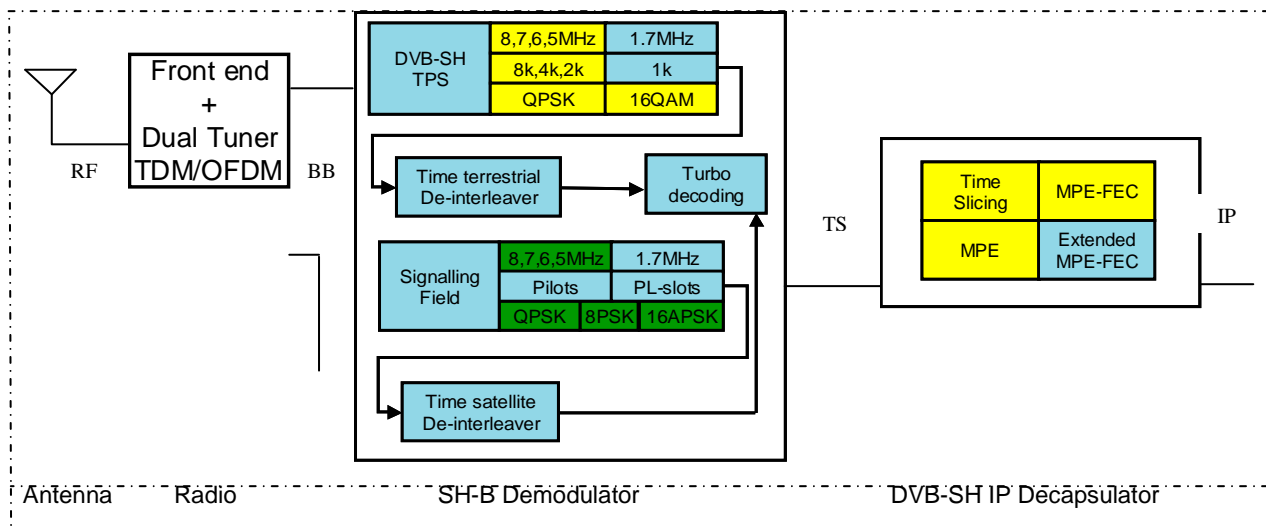 Front end
+
Dual Tuner
TDM/OFDM
RF
BB
DVB-SH
TPS
8,7,6,5MHz
1.7MHz
8k,4k,2k
1k
QPSK
16QAM
Time terrestrial
De-interleaver
Turbo
decoding
Signalling
Field
8,7,6,5MHz
1.7MHz
Pilots
PL-slots
QPSK
8PSK
16APSK
Time satellite
De-interleaver
TS
Time
Slicing
MPE-FEC
MPE
Extended
MPE-FEC
IP
Antenna
Radio
SH-B Demodulator
DVB-SH IP Decapsulator